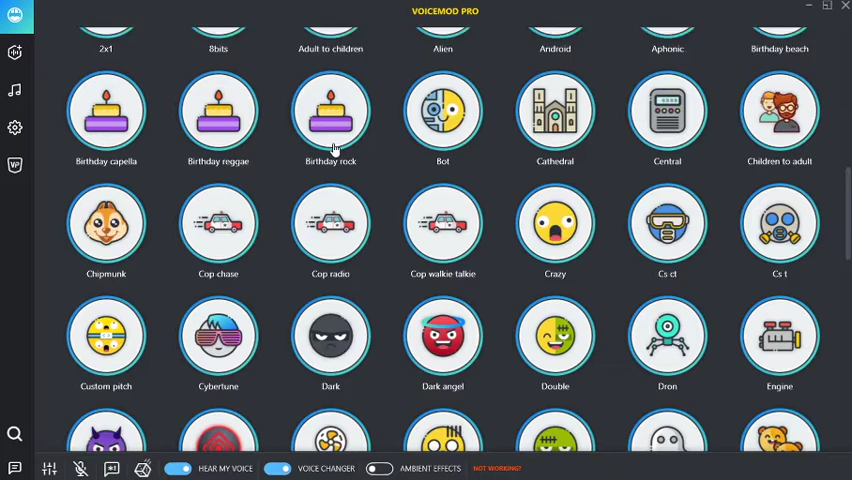 VOICEMOD PRO
2x1 8bits Adult to children Alien Android Aphonic Birthday beach
Birthday capella Birthday reggae Birthday rock Bot Cathedral Central Children to adult
Chipmunk Cop chase Cop radio Cop walkie talkie Crazy Cs ct Cs t
Custom pitch Cybertune Dark Dark angel Double Dron Engine
VP
HEAR MY VOICE VOICE CHANGER AMBIENT EFFECTS NOT WORKING?